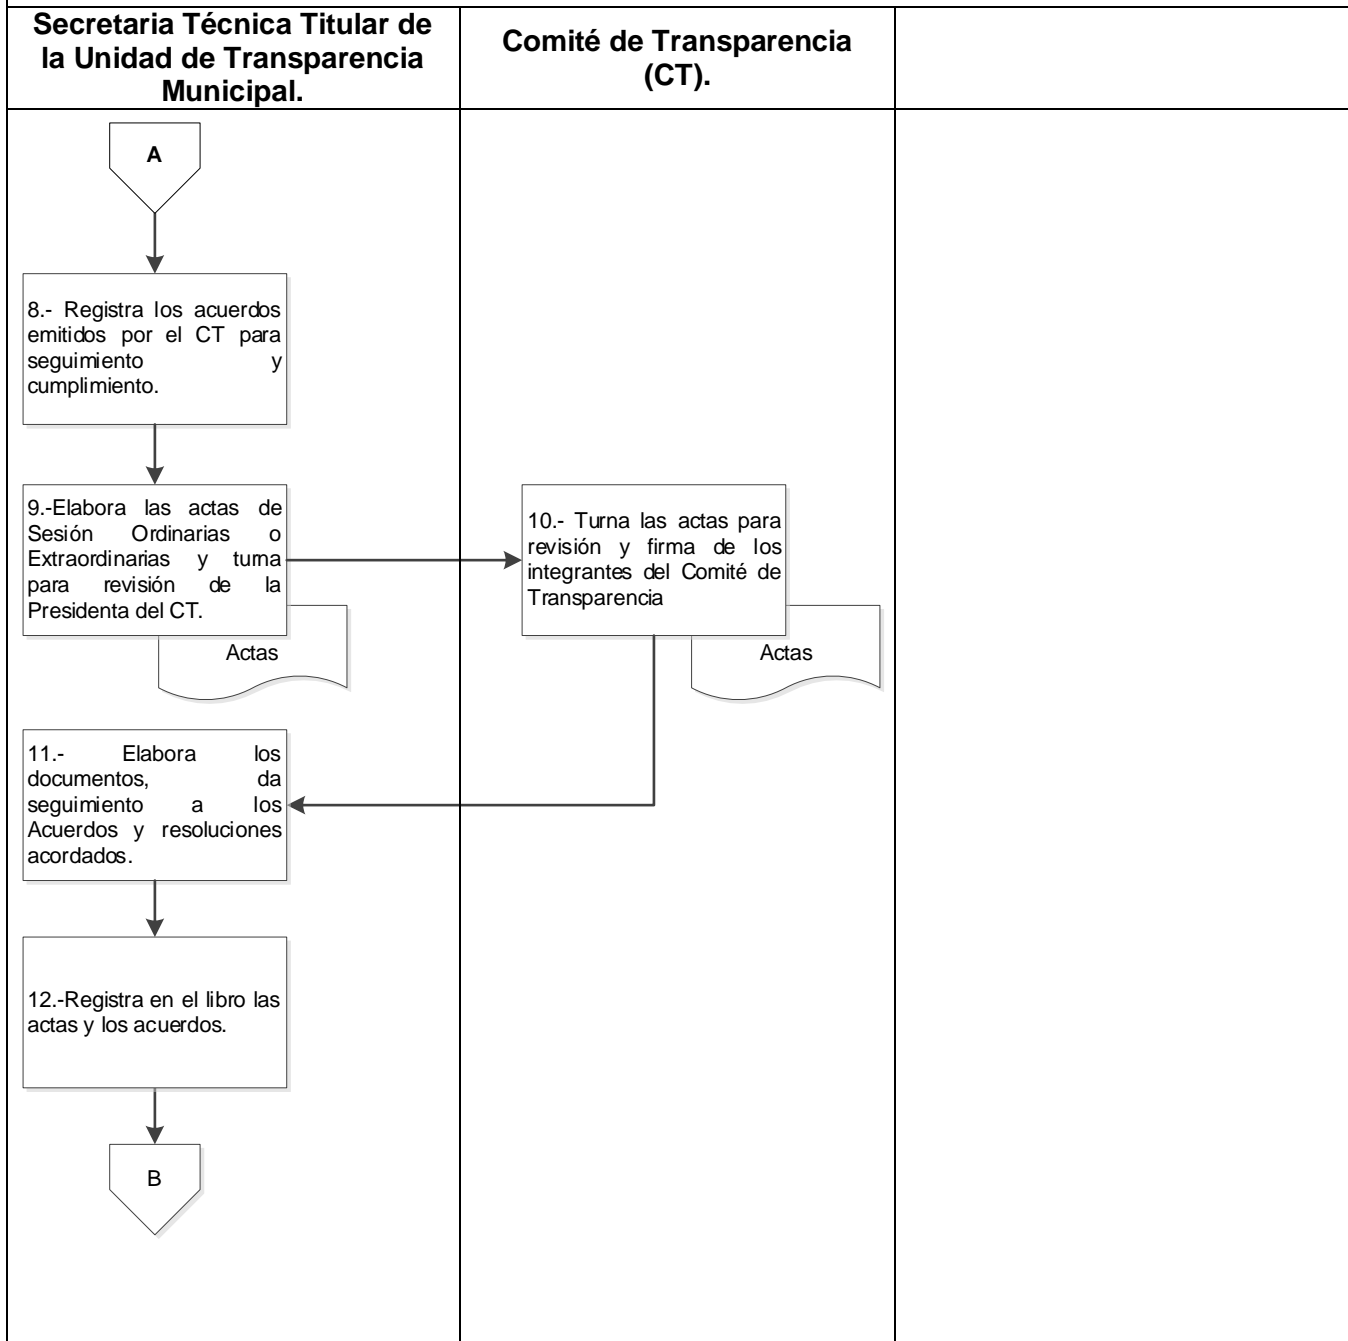 Secretaria Técnica Titular de
la Unidad de Transparencia
Municipal.
Comité de Transparencia
(CT).
A
8.- Registra los acuerdos
emitidos por el CT para
seguimiento y
cumplimiento.
9.-Elabora las actas de
Sesión Ordinarias o
Extraordinarias y turna
para revisión de la
Presidenta del CT.
Actas
10.- Turna las actas para
revisión y firma de los
integrantes del Comité de
Transparencia
Actas
11.- Elabora los
documentos, da
seguimiento a los
Acuerdos y resoluciones
acordados.
12.-Registra en el libro las
actas y los acuerdos.
B